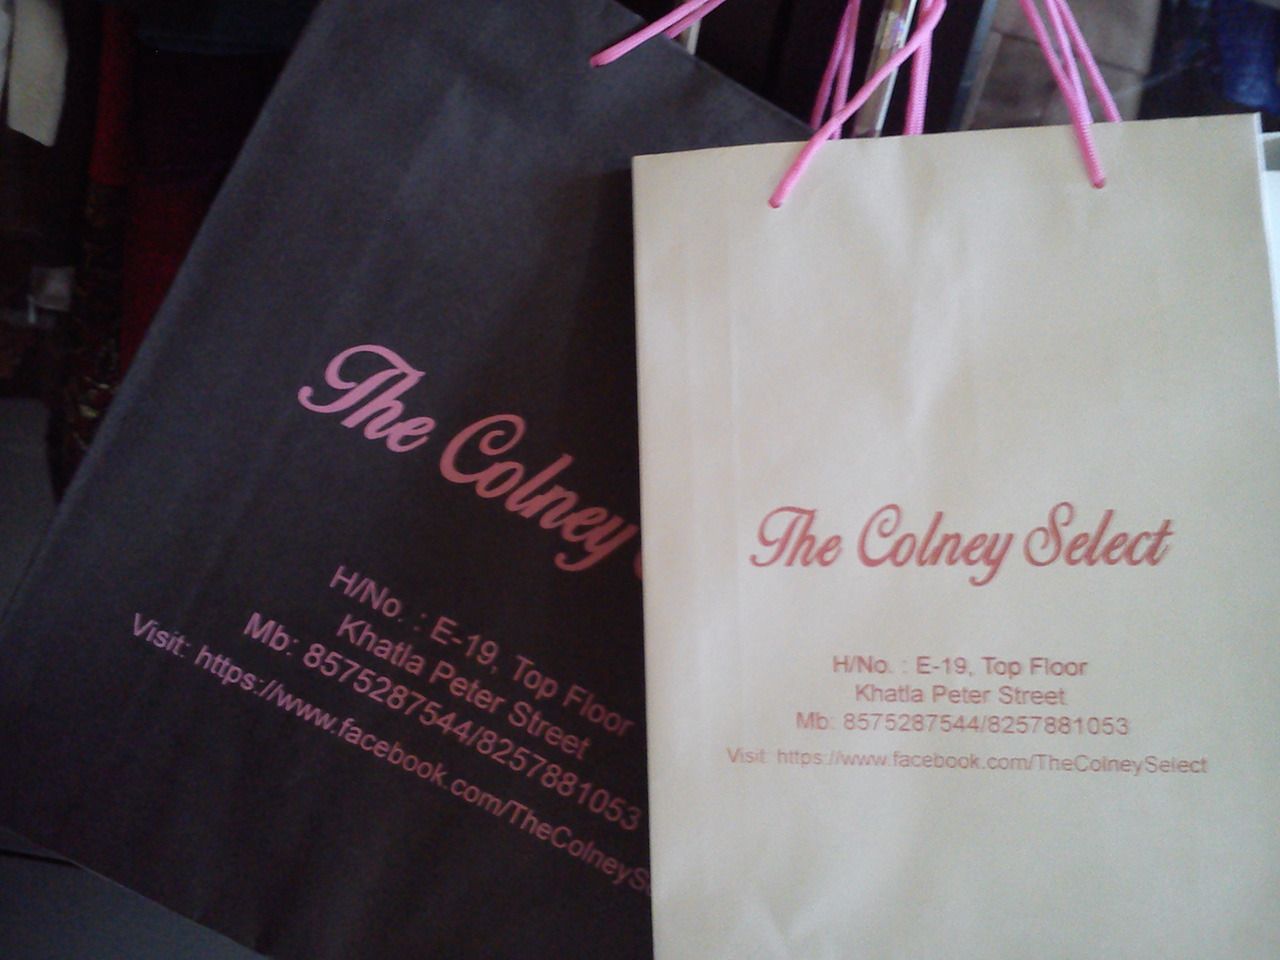 The Colney
H/No. : E-19, Top Floor
Khatla Peter Street
Mb: 8575287544/8257881053
Visit: https://www.facebook.com/TheColneyS
The Colney Select
H/No. : E-19, Top Floor
Khatla Peter Street
Mb: 8575287544/8257881053
Visit: https://www.facebook.com/TheColneySelect